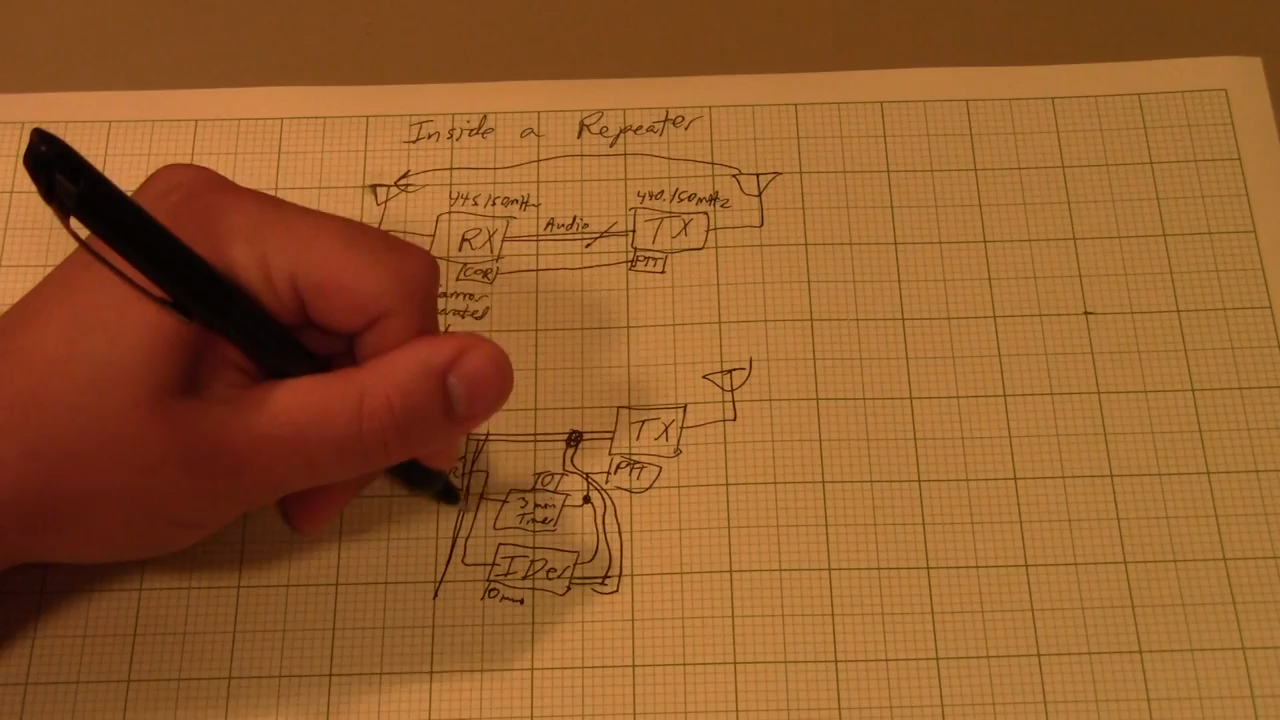 Inside a Repeater
445.150MHz 440.150MHz
Audio
RX TX
COR PTT
TX
PTT
TOT
3 min
Timer
IDer
10 min